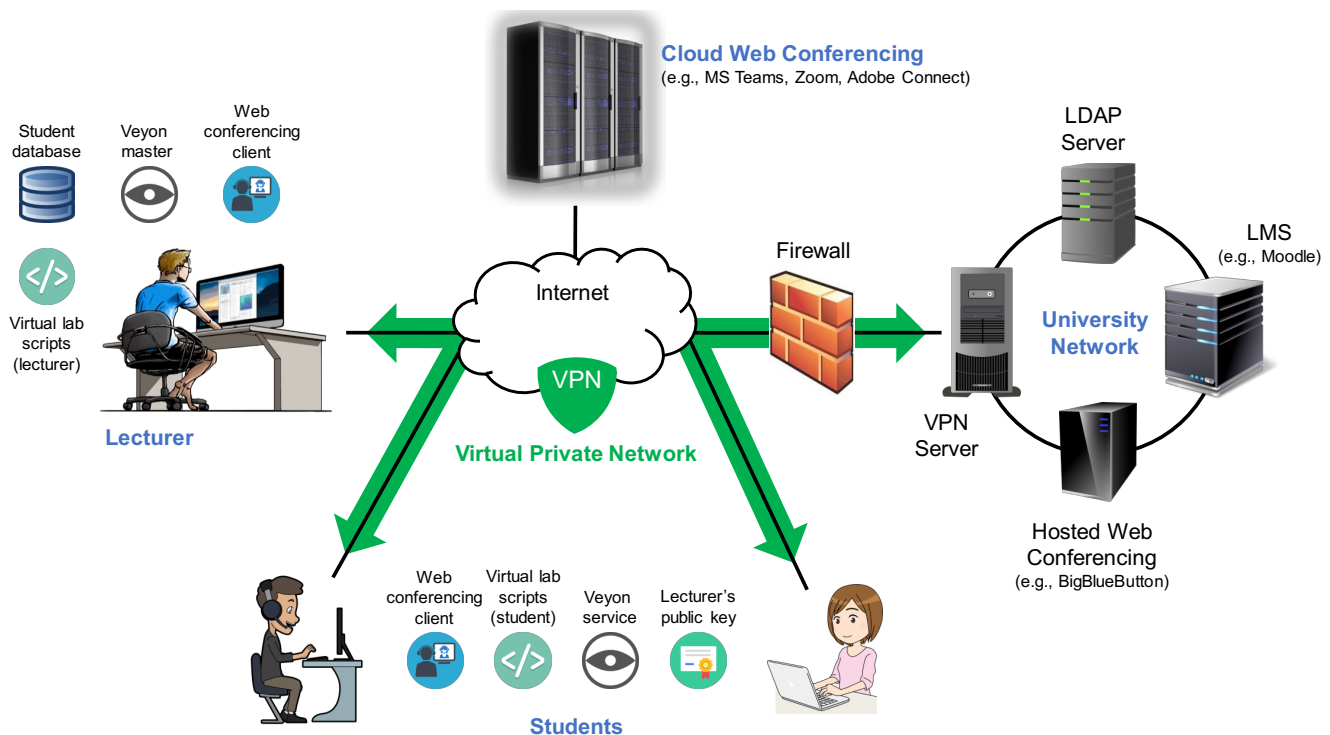 Cloud Web Conferencing
(e.g., MS Teams, Zoom, Adobe Connect)
Student
database
Veyon
master
Web
conferencing
client
</>
Virtual lab
scripts
(lecturer)
Lecturer
Internet
VPN
Virtual Private Network
Firewall
LDAP
Server
LMS
(e.g., Moodle)
University
Network
VPN
Server
Hosted Web
Conferencing
(e.g., BigBlueButton)
Web
conferencing
client
Virtual lab
scripts
(student)
</>
Veyon
service
Lecturer's
public key
Students